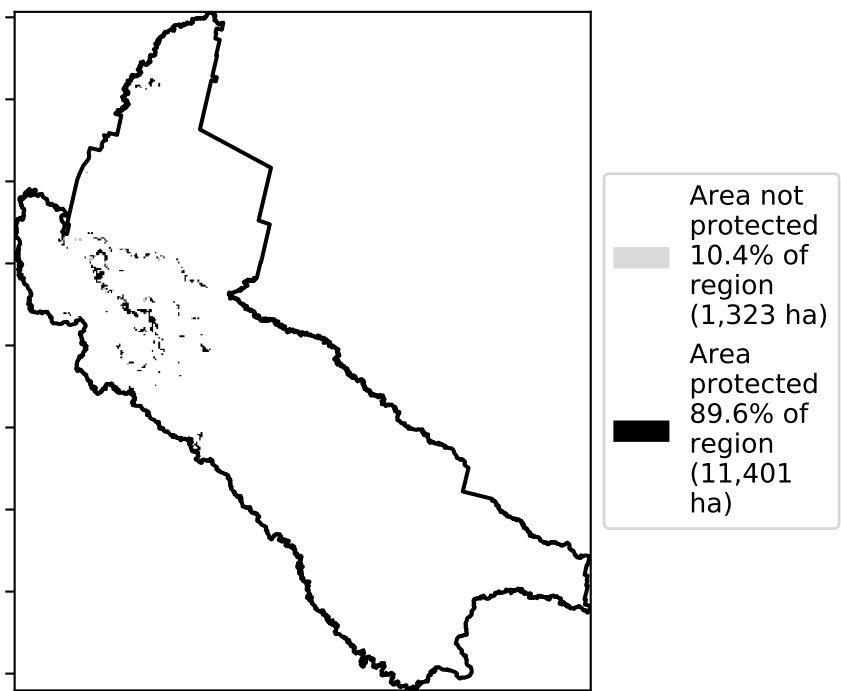 Area not
protected
10.4% of
region
(1,323 ha)
Area
protected
89.6% of
region
(11,401
ha)